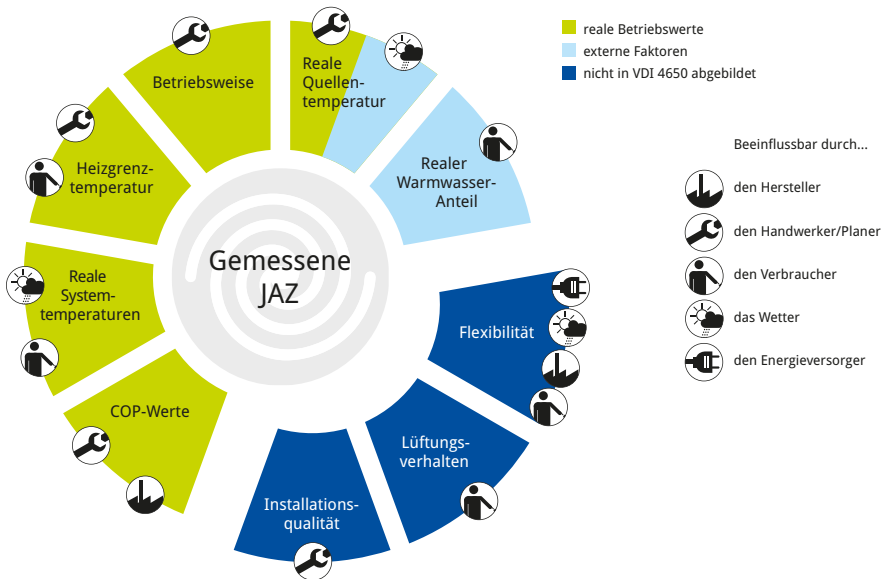 Betriebsweise
Reale
Quellen-
temperatur
Realer
Warmwasser-
Anteil
Heizgrenz-
temperatur
Reale
System-
temperaturen
COP-Werte
Installations-
qualität
Lüftungs-
verhalten
Flexibilität
Gemessene
JAZ
reale Betriebswerte
externe Faktoren
nicht in VDI 4650 abgebildet
Beeinflussbar durch...
den Hersteller
den Handwerker/Planer
den Verbraucher
das Wetter
den Energieversorger